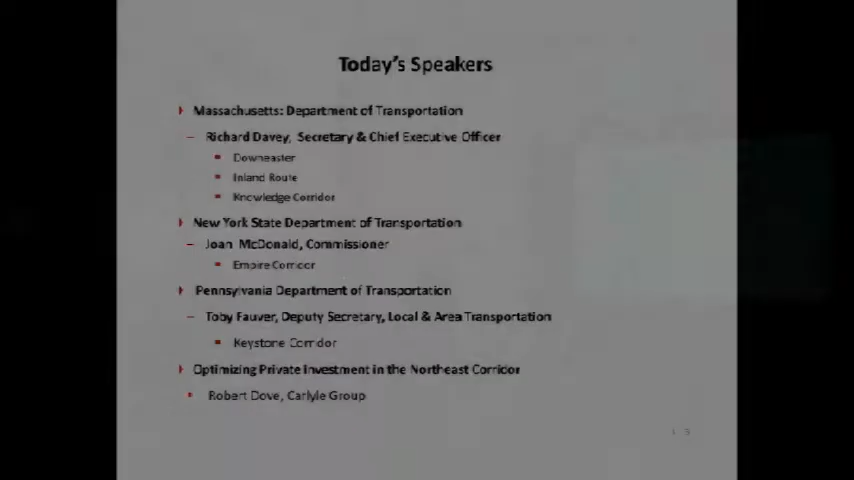 Today's Speakers
Massachusetts: Department of Transportation
– Richard Davey, Secretary & Chief Executive Officer
Downeaster
Inland Route
Knowledge Corridor
New York State Department of Transportation
– Joan McDonald, Commissioner
Empire Corridor
Pennsylvania Department of Transportation
– Toby Fauver, Deputy Secretary, Local & Area Transportation
Keystone Corridor
Optimizing Private Investment in the Northeast Corridor
Robert Dove, Carlyle Group